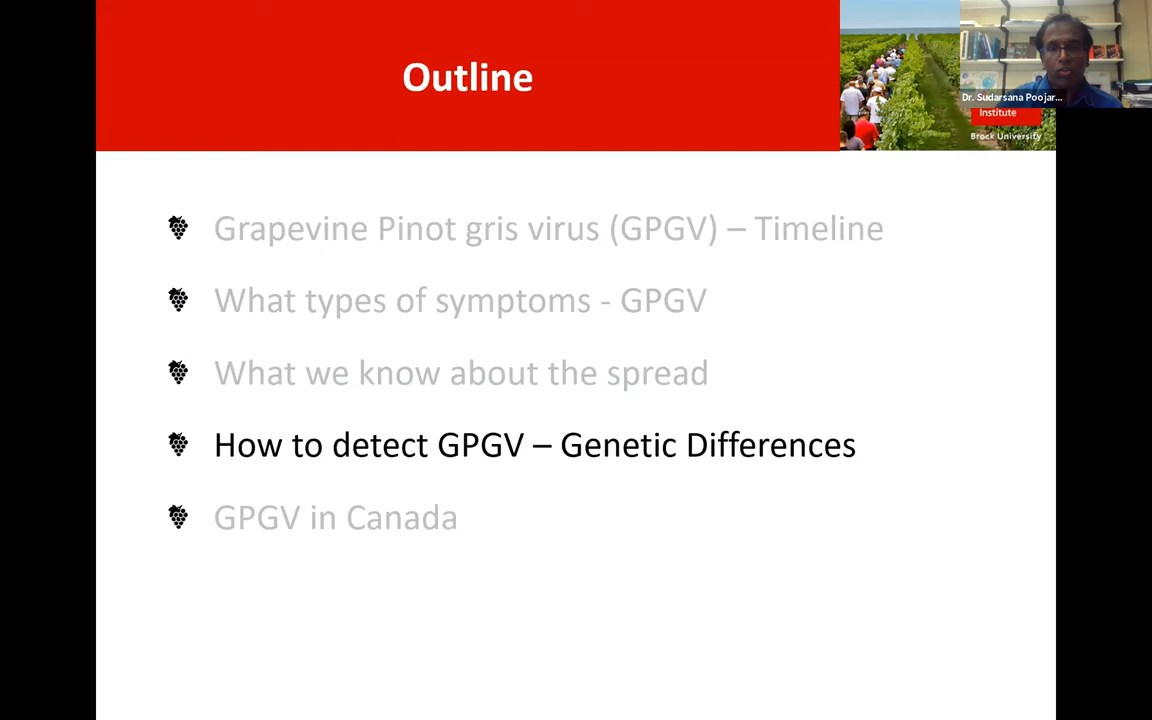 Outline
Dr. Sudarsana Poojar...
Institute
Brock University
Grapevine Pinot gris virus (GPGV) – Timeline
What types of symptoms - GPGV
What we know about the spread
How to detect GPGV – Genetic Differences
GPGV in Canada